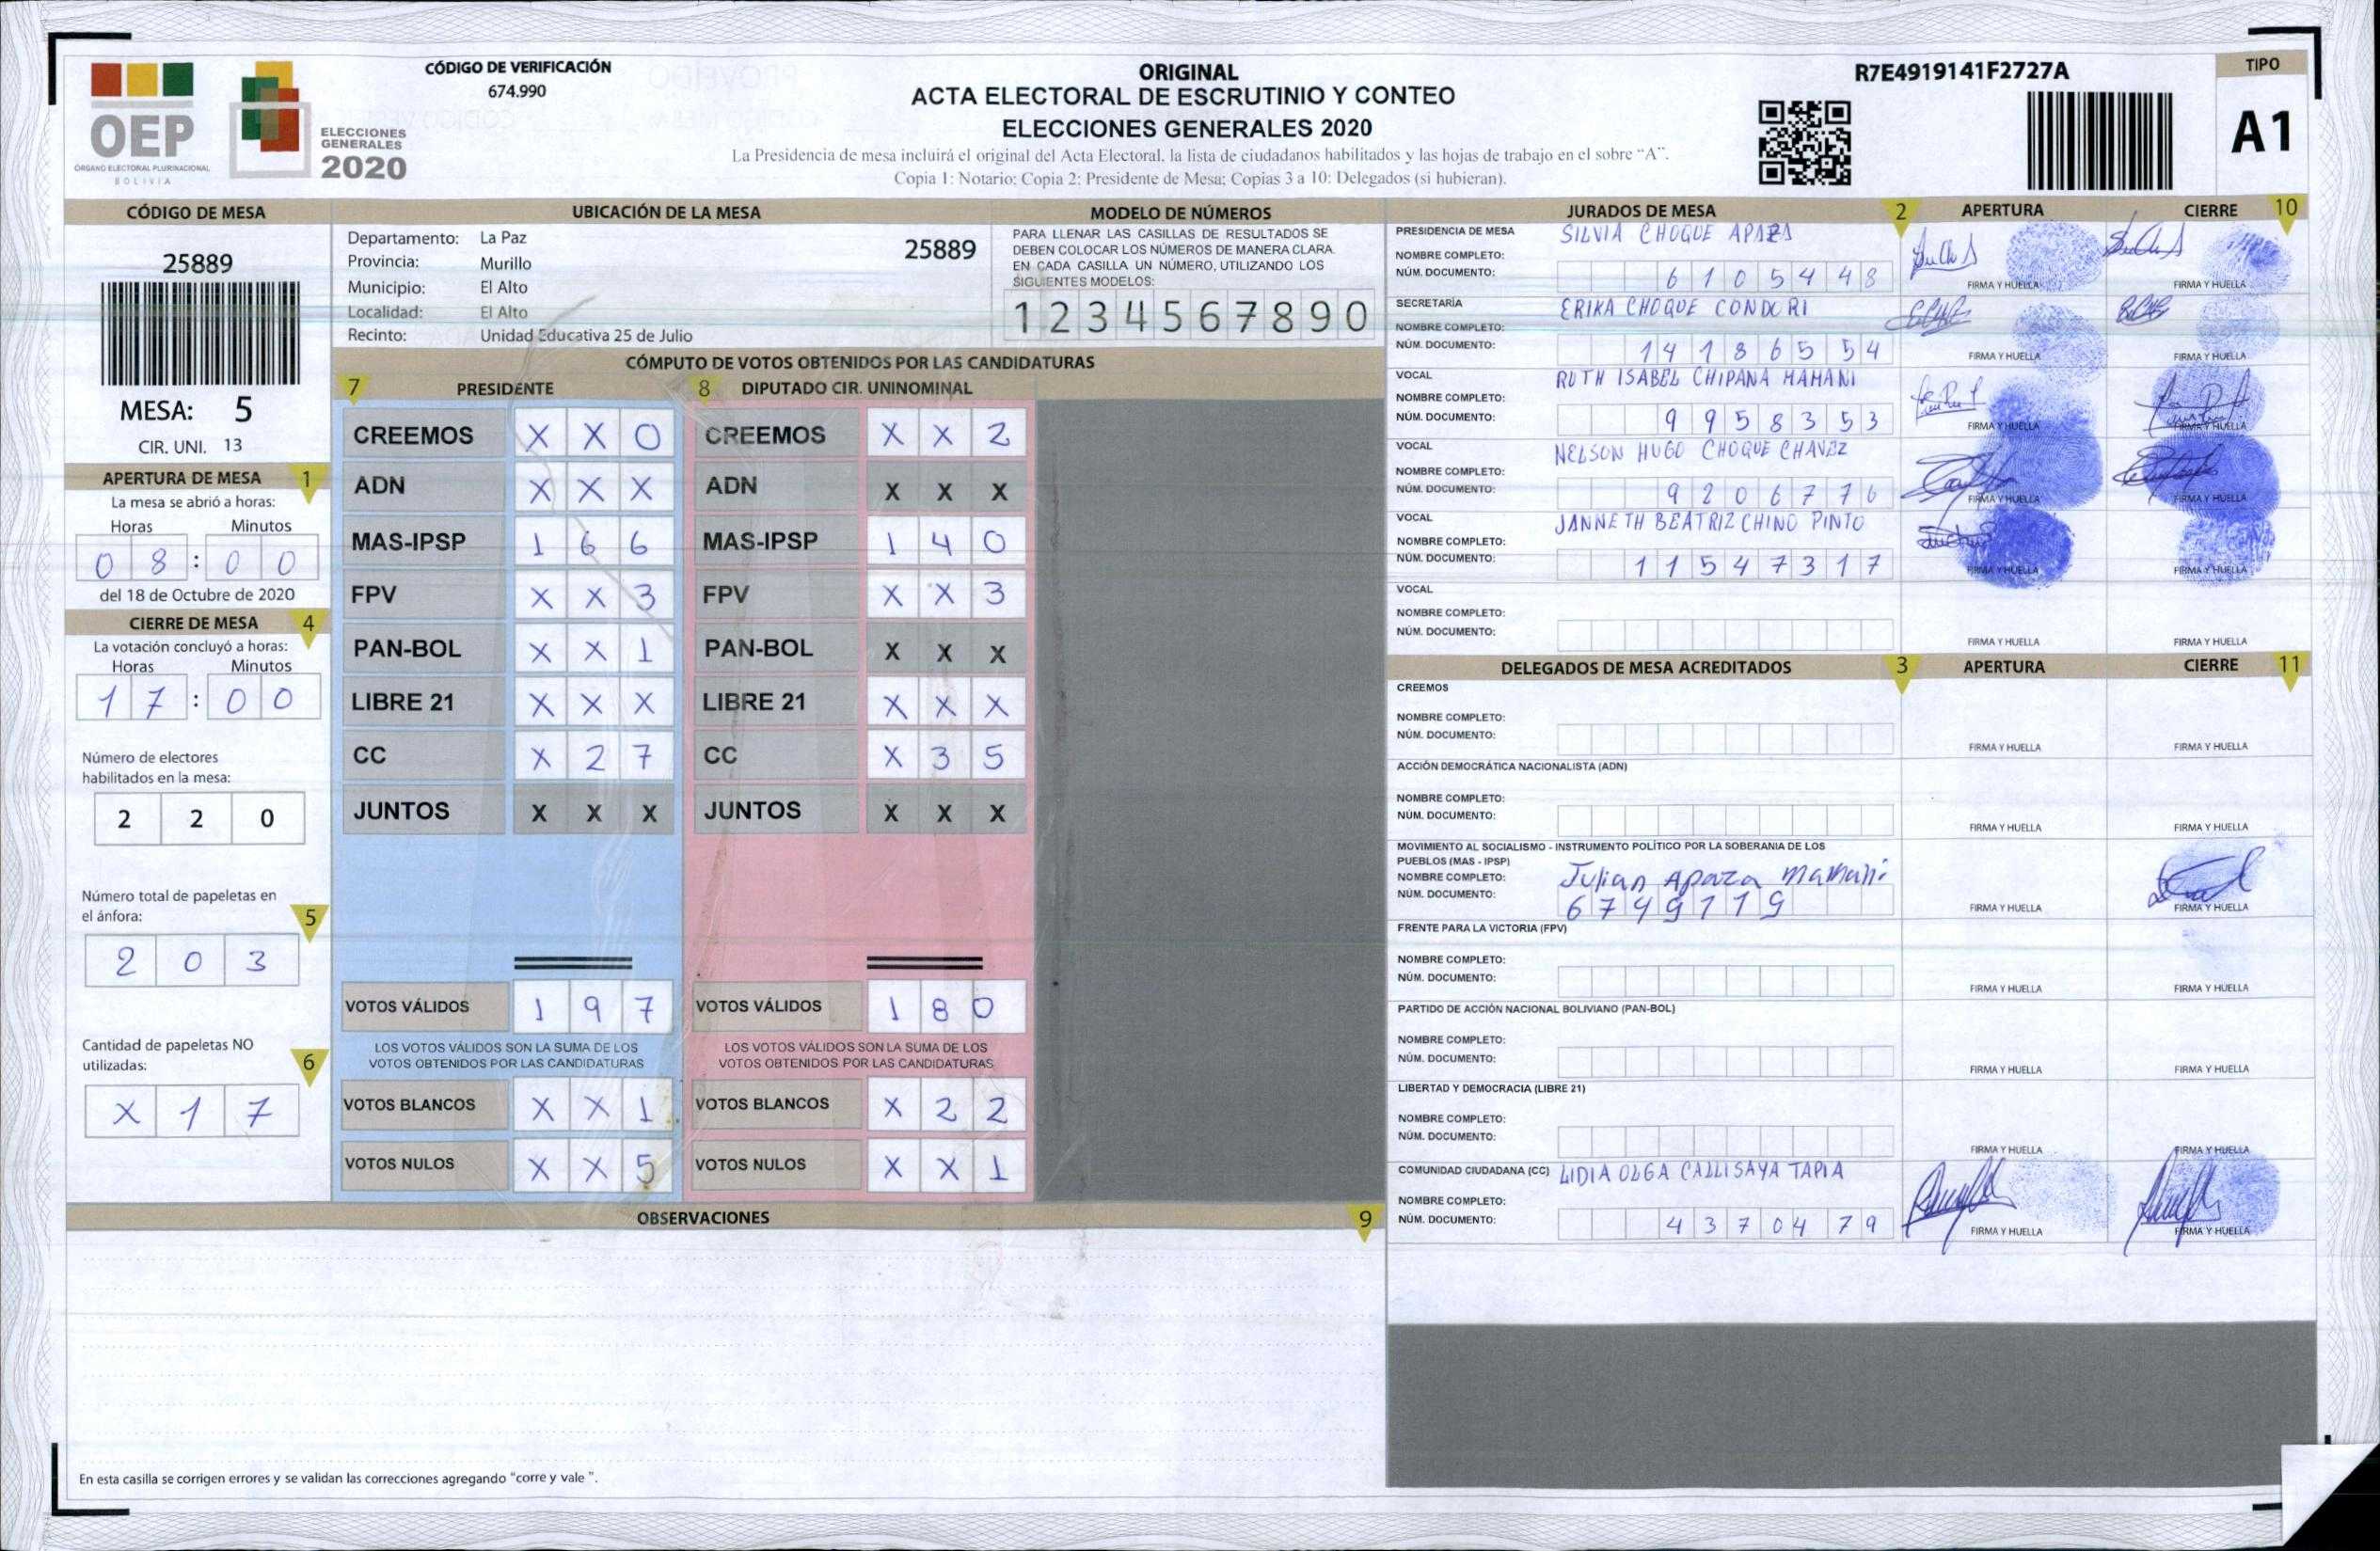 OEP
ÓRGANO ELECTORAL PLURINACIONAL
BOLIVIA
ELECCIONES
GENERALES
2020
CÓDIGO DE VERIFICACIÓN
674.990
ORIGINAL
ACTA ELECTORAL DE ESCRUTINIO Y CONTEO
ELECCIONES GENERALES 2020
La Presidencia de mesa incluirá el original del Acta Electoral, la lista de ciudadanos habilitados y las hojas de trabajo en el sobre "A".
Copia 1: Notario; Copia 2: Presidente de Mesa; Copias 3 a 10: Delegados (si hubieran).
R7E4919141F2727A
TIPO
A1
CÓDIGO DE MESA
25889
MESA: 5
CIR. UNI. 13
APERTURA DE MESA 1
La mesa se abrió a horas:
Horas Minutos
0 8 : 0 0
del 18 de Octubre de 2020
CIERRE DE MESA 4
La votación concluyó a horas:
Horas Minutos
1 7 : 0 0
Número de electores
habilitados en la mesa:
2 2 0
Número total de papeletas en
el ánfora: 5
2 0 3
Cantidad de papeletas NO
utilizadas: 6
X 1 7
UBICACIÓN DE LA MESA
Departamento: La Paz
25889
Provincia: Murillo
Municipio: El Alto
Localidad: El Alto
Recinto: Unidad Educativa 25 de Julio
MODELO DE NÚMEROS
PARA LLENAR LAS CASILLAS DE RESULTADOS SE
DEBEN COLOCAR LOS NÚMEROS DE MANERA CLARA.
EN CADA CASILLA UN NÚMERO, UTILIZANDO LOS
SIGUIENTES MODELOS:
1 2 3 4 5 6 7 8 9 0
CÓMPUTO DE VOTOS OBTENIDOS POR LAS CANDIDATURAS
7 PRESIDENTE
CREEMOS X X 0
ADN X X X
MAS-IPSP 1 6 6
FPV X X 3
PAN-BOL X X 1
LIBRE 21 X X X
CC X 2 7
JUNTOS X X X
VOTOS VÁLIDOS 1 9 7
LOS VOTOS VÁLIDOS SON LA SUMA DE LOS
VOTOS OBTENIDOS POR LAS CANDIDATURAS
VOTOS BLANCOS X X 1
VOTOS NULOS X X 5
8 DIPUTADO CIR. UNINOMINAL
CREEMOS X X 2
ADN X X X
MAS-IPSP 1 4 0
FPV X X 3
PAN-BOL X X X
LIBRE 21 X X X
CC X 3 5
JUNTOS X X X
VOTOS VÁLIDOS 1 8 0
LOS VOTOS VÁLIDOS SON LA SUMA DE LOS
VOTOS OBTENIDOS POR LAS CANDIDATURAS
VOTOS BLANCOS X 2 2
VOTOS NULOS X X 1
OBSERVACIONES 9
En esta casilla se corrigen errores y se validan las correcciones agregando "corre y vale ".
JURADOS DE MESA 2 APERTURA CIERRE 10
PRESIDENCIA DE MESA SILVIA CHOQUE APAZA
NOMBRE COMPLETO:
NÚM. DOCUMENTO: 6 1 0 5 4 4 8
FIRMA Y HUELLA FIRMA Y HUELLA
SECRETARÍA ERIKA CHOQUE CONDORI
NOMBRE COMPLETO:
NÚM. DOCUMENTO: 1 4 1 8 6 5 5 4
FIRMA Y HUELLA FIRMA Y HUELLA
VOCAL RUTH ISABEL CHIPANA MAMANI
NOMBRE COMPLETO:
NÚM. DOCUMENTO: 9 9 5 8 3 5 3
FIRMA Y HUELLA FIRMA Y HUELLA
VOCAL NELSON HUGO CHOQUE CHAVEZ
NOMBRE COMPLETO:
NÚM. DOCUMENTO: 9 2 0 6 7 7 6
FIRMA Y HUELLA FIRMA Y HUELLA
VOCAL JANNETH BEATRIZ CHINO PINTO
NOMBRE COMPLETO:
NÚM. DOCUMENTO: 1 1 5 4 7 3 1 7
FIRMA Y HUELLA FIRMA Y HUELLA
VOCAL
NOMBRE COMPLETO:
NÚM. DOCUMENTO:
FIRMA Y HUELLA FIRMA Y HUELLA
DELEGADOS DE MESA ACREDITADOS 3 APERTURA CIERRE 11
CREEMOS
NOMBRE COMPLETO:
NÚM. DOCUMENTO:
FIRMA Y HUELLA FIRMA Y HUELLA
ACCIÓN DEMOCRÁTICA NACIONALISTA (ADN)
NOMBRE COMPLETO:
NÚM. DOCUMENTO:
FIRMA Y HUELLA FIRMA Y HUELLA
MOVIMIENTO AL SOCIALISMO - INSTRUMENTO POLÍTICO POR LA SOBERANIA DE LOS
PUEBLOS (MAS - IPSP)
NOMBRE COMPLETO: Julian Apaza Mamani
NÚM. DOCUMENTO: 6 7 4 9 1 1 9
FIRMA Y HUELLA FIRMA Y HUELLA
FRENTE PARA LA VICTORIA (FPV)
NOMBRE COMPLETO:
NÚM. DOCUMENTO:
FIRMA Y HUELLA FIRMA Y HUELLA
PARTIDO DE ACCIÓN NACIONAL BOLIVIANO (PAN-BOL)
NOMBRE COMPLETO:
NÚM. DOCUMENTO:
FIRMA Y HUELLA FIRMA Y HUELLA
LIBERTAD Y DEMOCRACIA (LIBRE 21)
NOMBRE COMPLETO:
NÚM. DOCUMENTO:
FIRMA Y HUELLA FIRMA Y HUELLA
COMUNIDAD CIUDADANA (CC) LIDIA OLGA CALLISAYA TAPIA
NOMBRE COMPLETO:
NÚM. DOCUMENTO: 4 3 7 0 4 7 9
FIRMA Y HUELLA FIRMA Y HUELLA